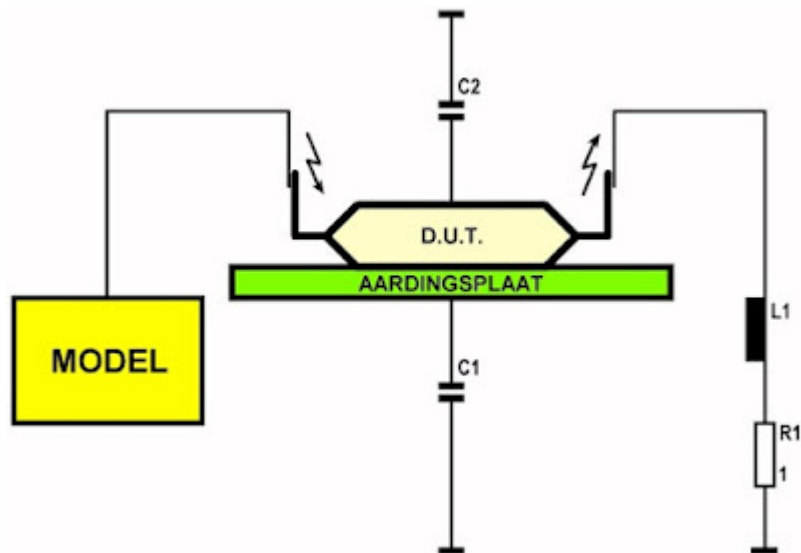 C2
D.U.T.
AARDINGSPLAAT
MODEL
L1
C1
R1
1